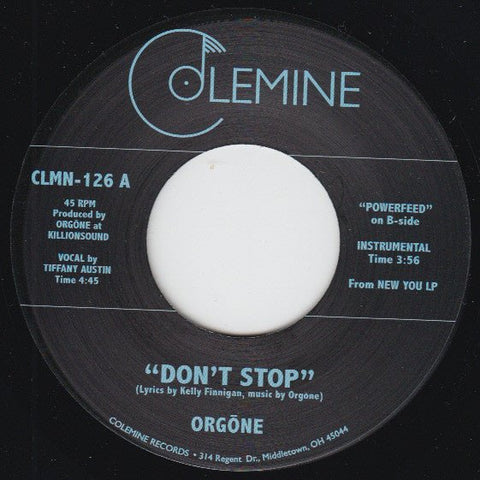 COLEMINE
CLMN-126 A
45 RPM
Produced by
ORGŌNE at
KILLIONSOUND
VOCAL by
TIFFANY AUSTIN
Time 4:45
"POWERFEED"
on B-side
INSTRUMENTAL
Time 3:56
From NEW YOU LP
"DON'T STOP"
(Lyrics by Kelly Finnigan, music by Orgōne)
ORGŌNE
COLEMINE RECORDS • 314 Regent Dr., Middletown, OH 45044